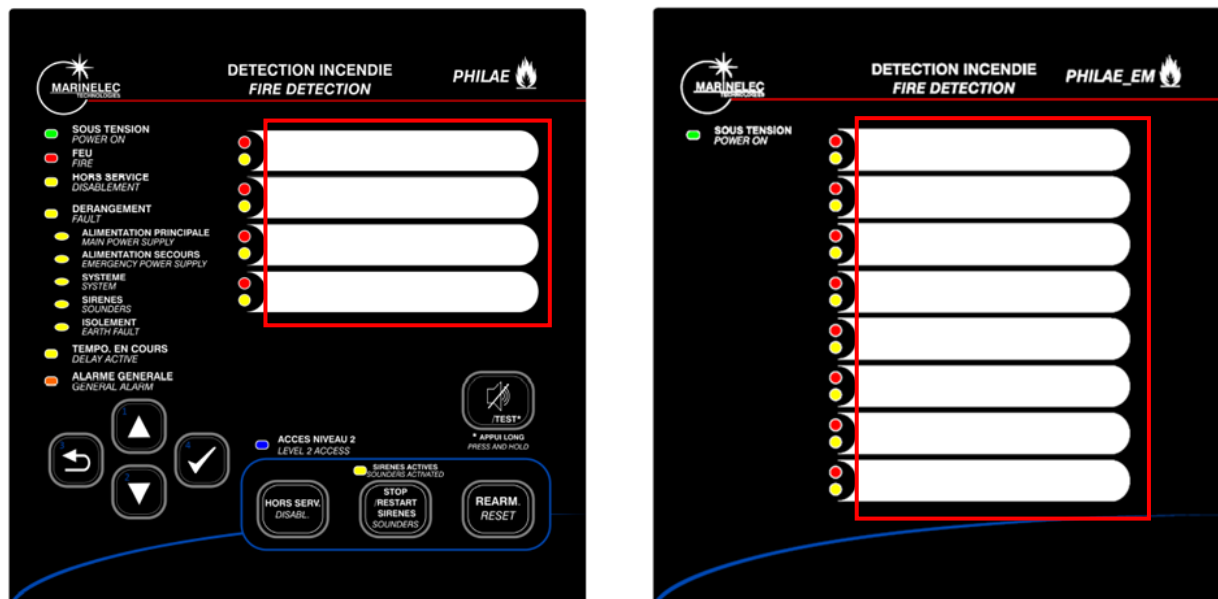 MARINELEC
TECHNOLOGIES
DETECTION INCENDIE
FIRE DETECTION
PHILAE
SOUS TENSION
POWER ON
FEU
FIRE
HORS SERVICE
DISABLEMENT
DERANGEMENT
FAULT
ALIMENTATION PRINCIPALE
MAIN POWER SUPPLY
ALIMENTATION SECOURS
EMERGENCY POWER SUPPLY
SYSTEME
SYSTEM
SIRENES
SOUNDERS
ISOLEMENT
EARTH FAULT
TEMPO. EN COURS
DELAY ACTIVE
ALARME GENERALE
GENERAL ALARM
1
2
3
4
/TEST*
* APPUI LONG
PRESS AND HOLD
ACCES NIVEAU 2
LEVEL 2 ACCESS
SIRENES ACTIVES
SOUNDERS ACTIVATED
HORS SERV.
DISABL.
STOP
/RESTART
SIRENES
SOUNDERS
REARM.
RESET
MARINELEC
TECHNOLOGIES
DETECTION INCENDIE
FIRE DETECTION
PHILAE_EM
SOUS TENSION
POWER ON